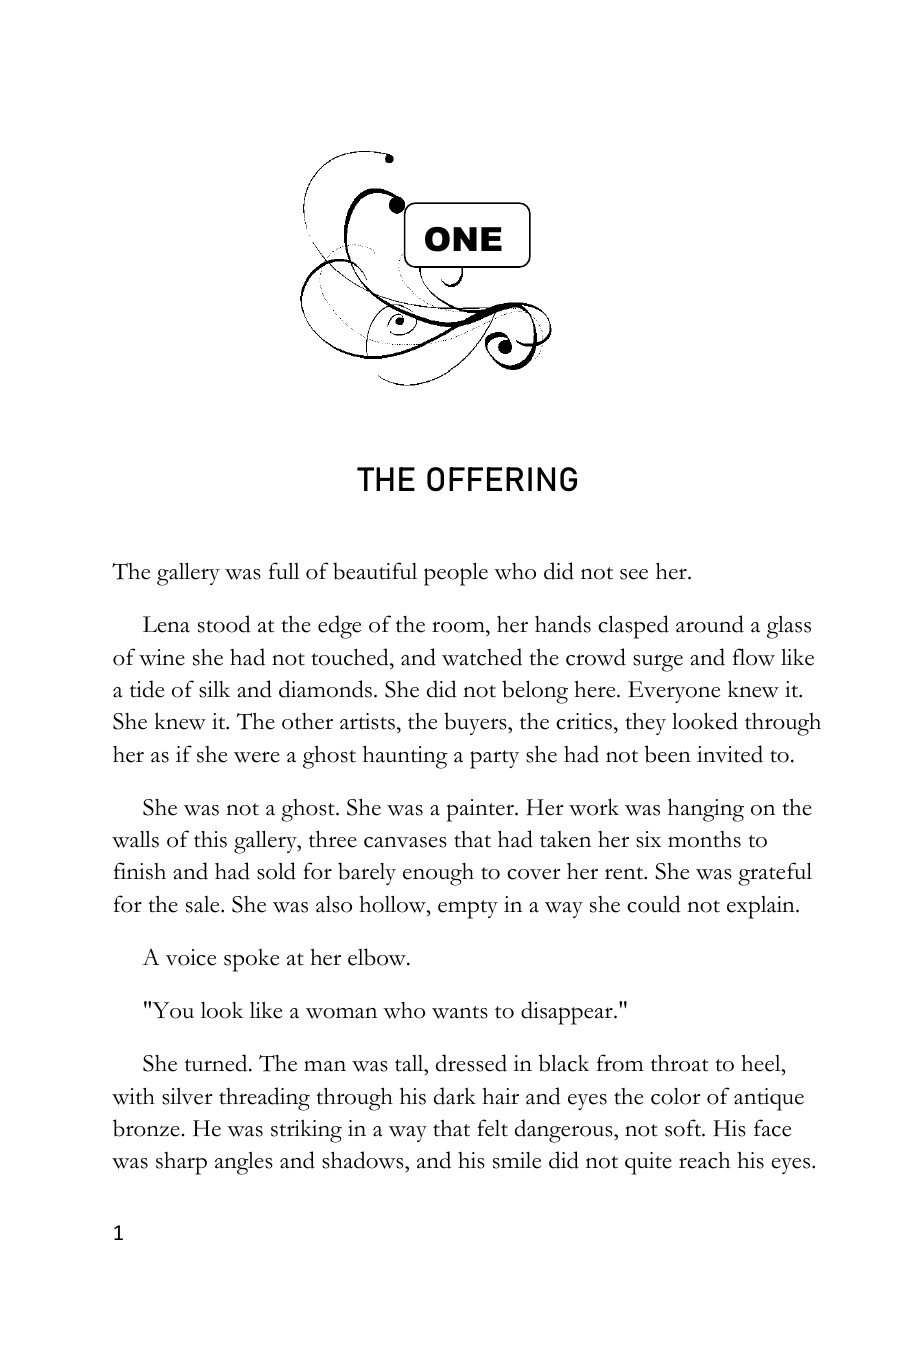 ONE
THE OFFERING
The gallery was full of beautiful people who did not see her.
Lena stood at the edge of the room, her hands clasped around a glass
of wine she had not touched, and watched the crowd surge and flow like
a tide of silk and diamonds. She did not belong here. Everyone knew it.
She knew it. The other artists, the buyers, the critics, they looked through
her as if she were a ghost haunting a party she had not been invited to.
She was not a ghost. She was a painter. Her work was hanging on the
walls of this gallery, three canvases that had taken her six months to
finish and had sold for barely enough to cover her rent. She was grateful
for the sale. She was also hollow, empty in a way she could not explain.
A voice spoke at her elbow.
"You look like a woman who wants to disappear."
She turned. The man was tall, dressed in black from throat to heel,
with silver threading through his dark hair and eyes the color of antique
bronze. He was striking in a way that felt dangerous, not soft. His face
was sharp angles and shadows, and his smile did not quite reach his eyes.
1